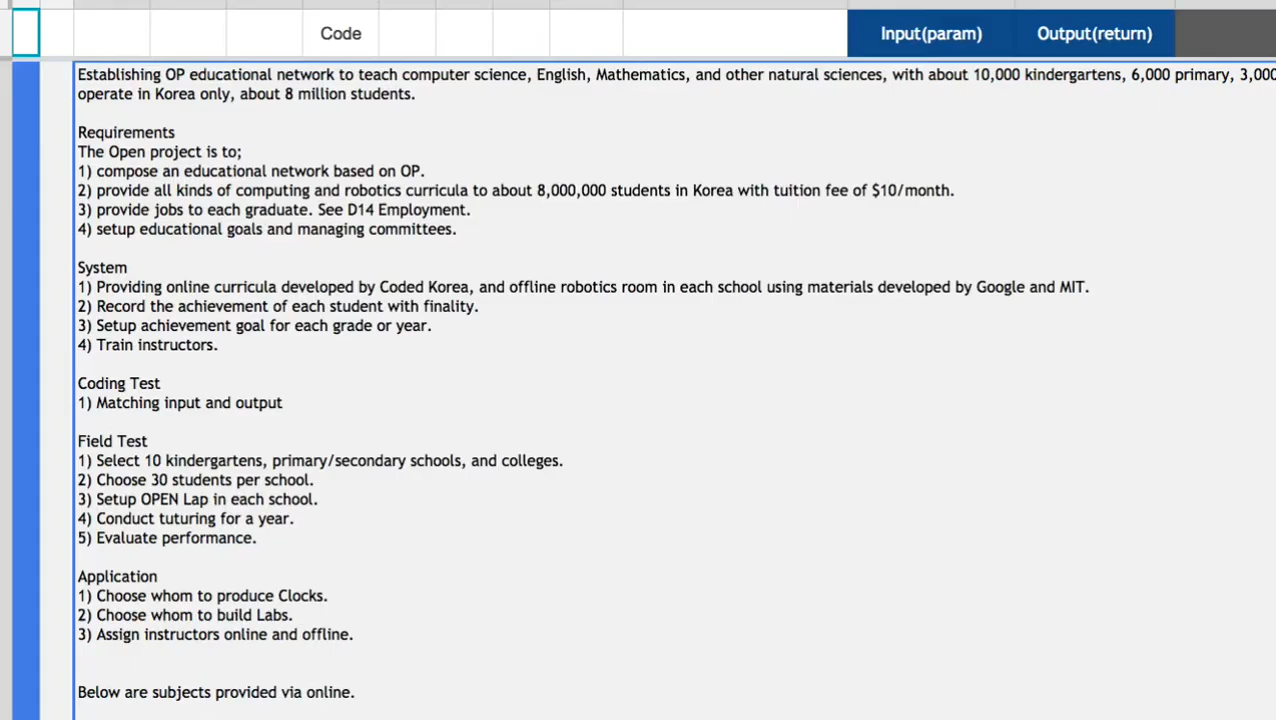 Code Input(param) Output(return)
Establishing OP educational network to teach computer science, English, Mathematics, and other natural sciences, with about 10,000 kindergartens, 6,000 primary, 3,000
operate in Korea only, about 8 million students.
Requirements
The Open project is to;
1) compose an educational network based on OP.
2) provide all kinds of computing and robotics curricula to about 8,000,000 students in Korea with tuition fee of $10/month.
3) provide jobs to each graduate. See D14 Employment.
4) setup educational goals and managing committees.
System
1) Providing online curricula developed by Coded Korea, and offline robotics room in each school using materials developed by Google and MIT.
2) Record the achievement of each student with finality.
3) Setup achievement goal for each grade or year.
4) Train instructors.
Coding Test
1) Matching input and output
Field Test
1) Select 10 kindergartens, primary/secondary schools, and colleges.
2) Choose 30 students per school.
3) Setup OPEN Lap in each school.
4) Conduct tuturing for a year.
5) Evaluate performance.
Application
1) Choose whom to produce Clocks.
2) Choose whom to build Labs.
3) Assign instructors online and offline.
Below are subjects provided via online.